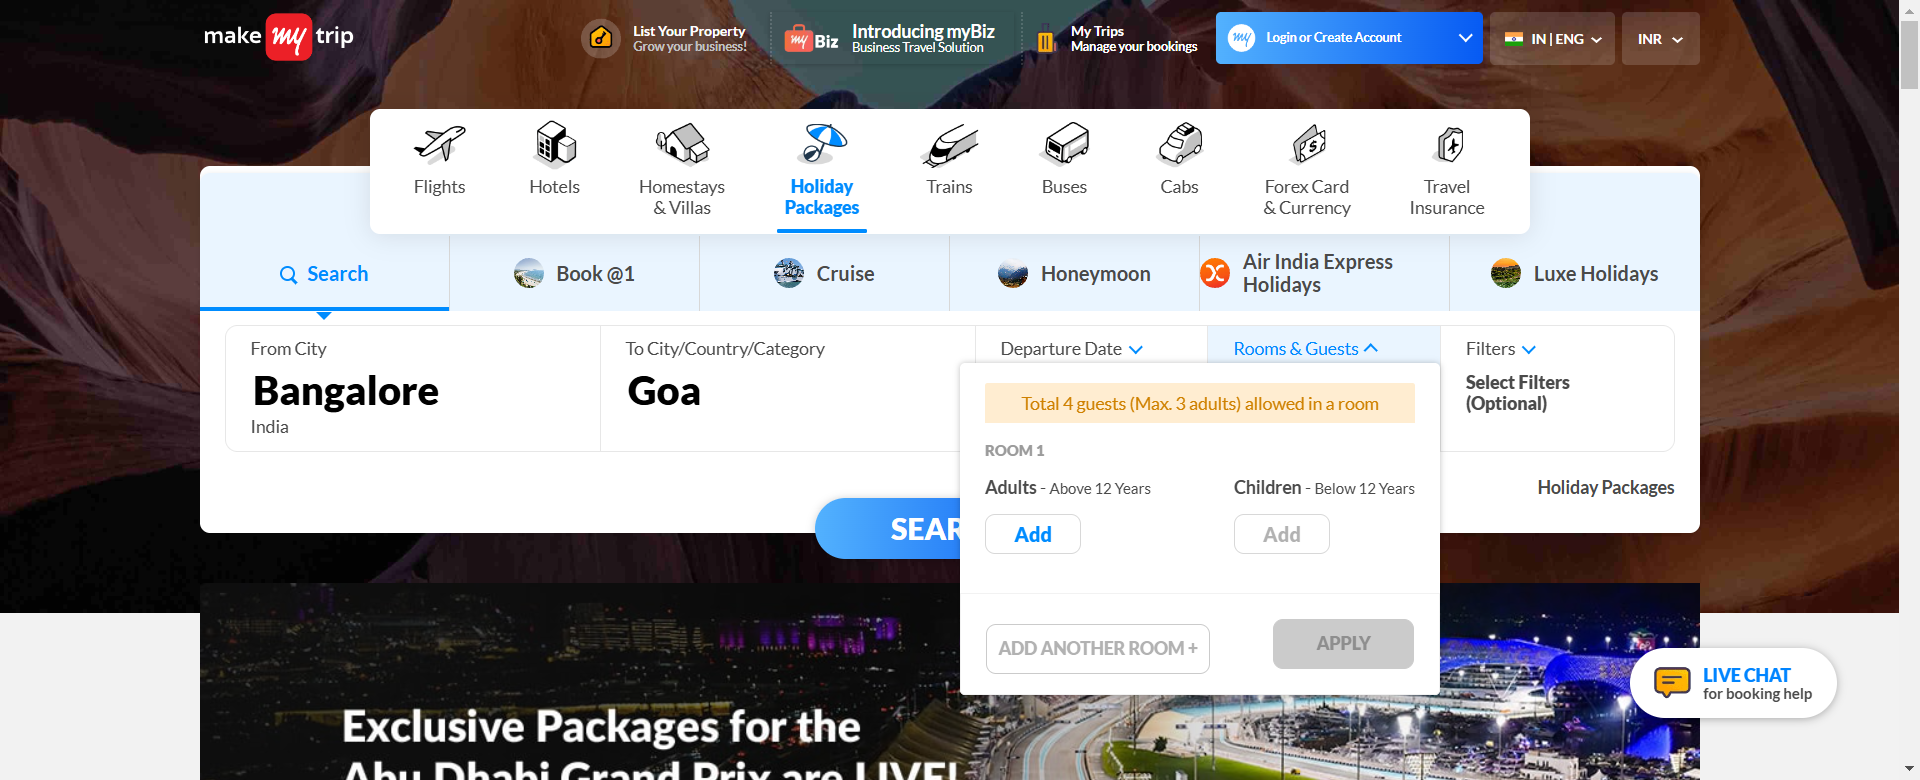 make my trip
List Your Property
Grow your business!
my Biz
Introducing myBiz
Business Travel Solution
My Trips
Manage your bookings
my
Login or Create Account
IN | ENG
INR
Flights
Hotels
Homestays
& Villas
Holiday
Packages
Trains
Buses
Cabs
Forex Card
& Currency
Travel
Insurance
Search
Book @1
Cruise
Honeymoon
Air India Express
Holidays
Luxe Holidays
From City
Bangalore
India
To City/Country/Category
Goa
Departure Date
Rooms & Guests
Filters
Select Filters
(Optional)
Total 4 guests (Max. 3 adults) allowed in a room
ROOM 1
Adults - Above 12 Years
Children - Below 12 Years
Add
Add
Holiday Packages
SEAR
ADD ANOTHER ROOM +
APPLY
LIVE CHAT
for booking help
Exclusive Packages for the
Abu Dhabi Grand Prix are LIVE!